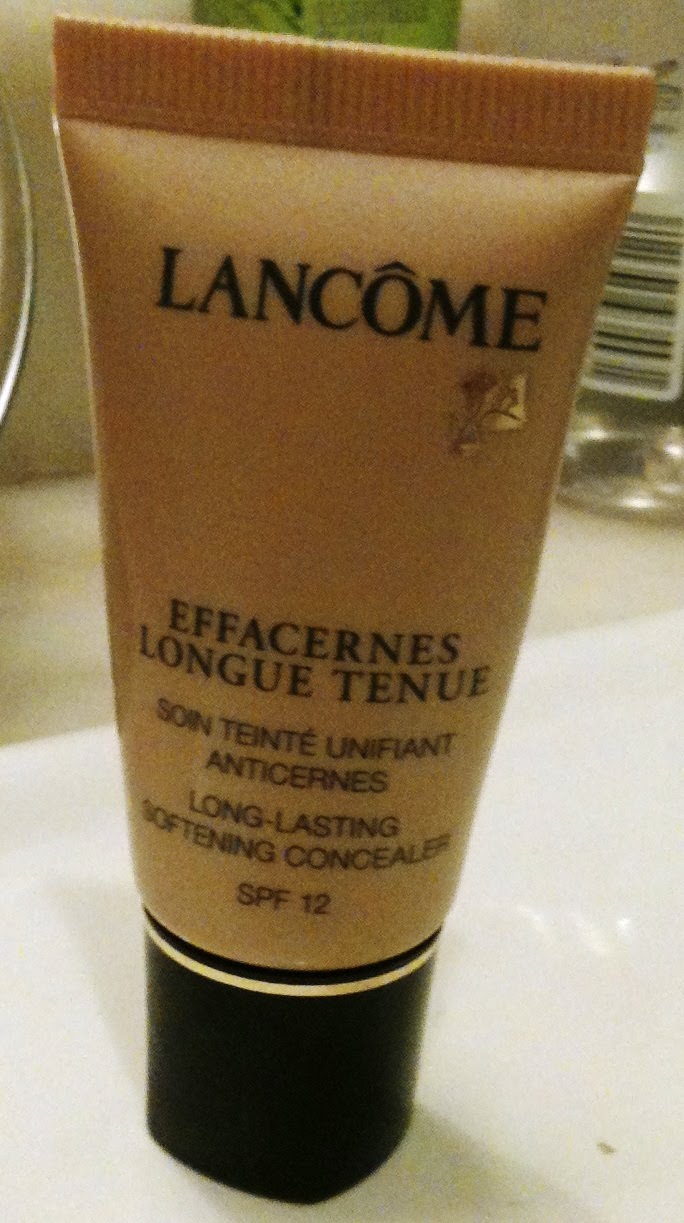 LANCÔME
EFFACERNES
LONGUE TENUE
SOIN TEINTÉ UNIFIANT
ANTICERNES
LONG-LASTING
SOFTENING CONCEALER
SPF 12